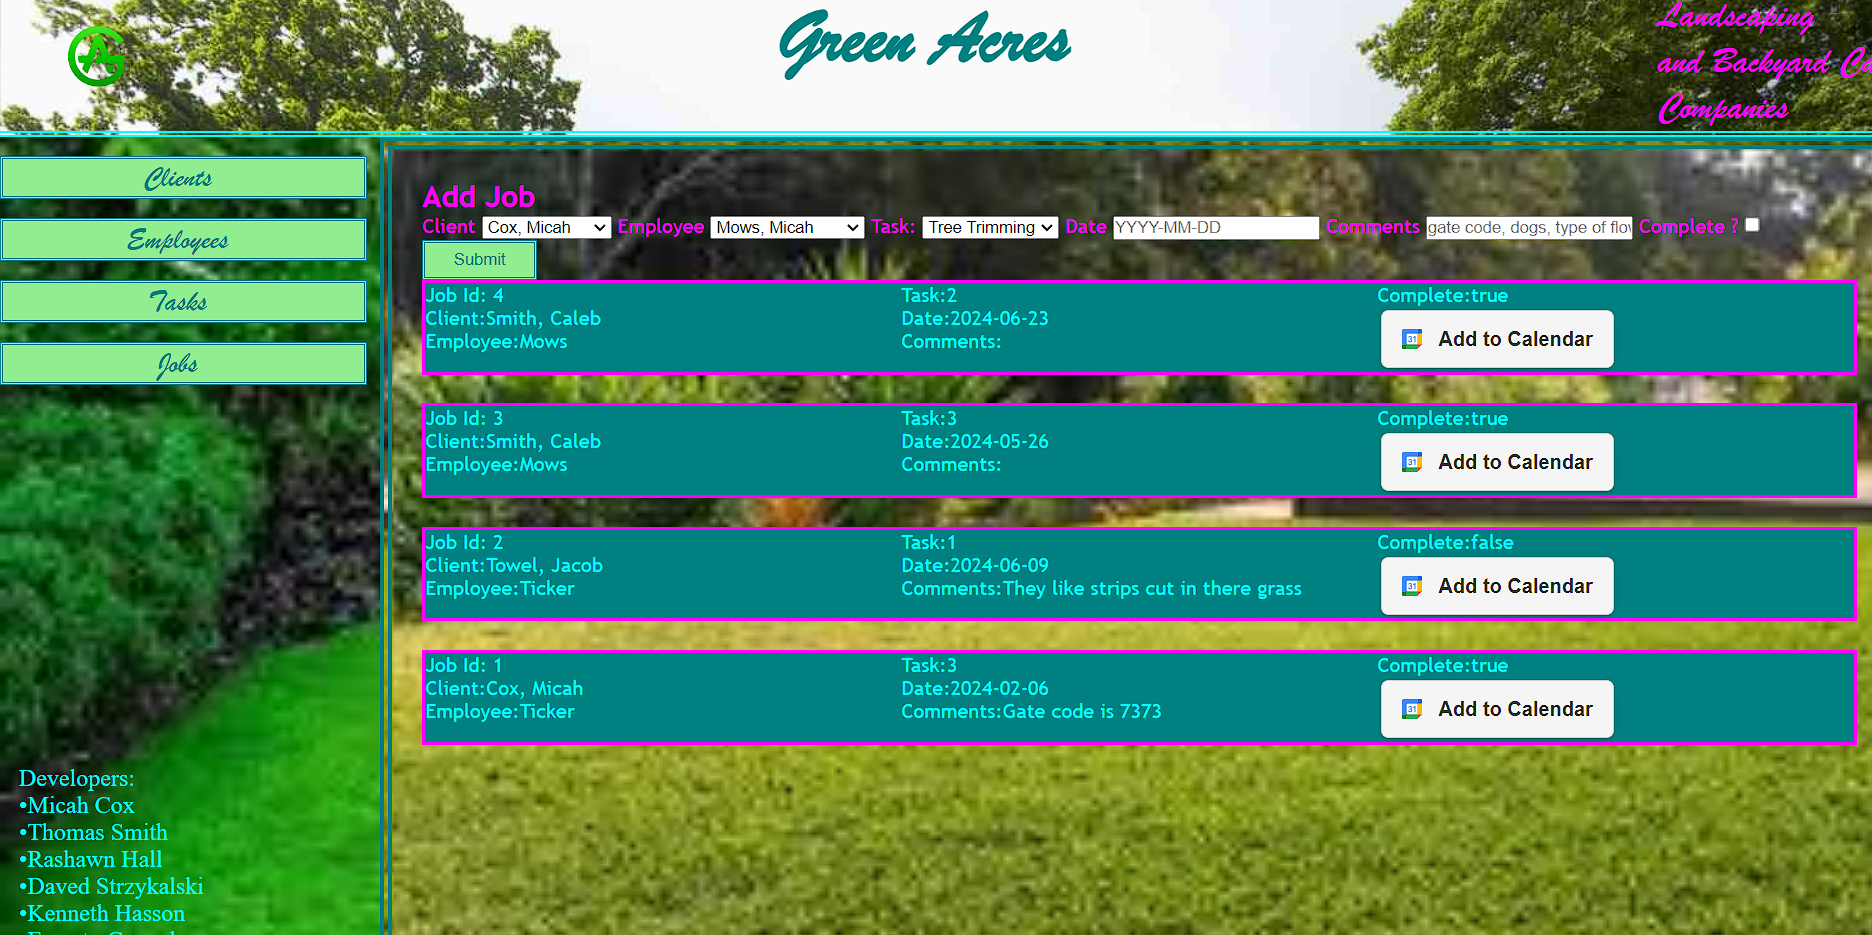 Green Acres
Landscaping
and Backyard
Companies
Clients
Employees
Tasks
Jobs
Add Job
Client Cox, Micah Employee Mows, Micah Task: Tree Trimming Date YYYY-MM-DD Comments gate code, dogs, type of Complete ?
Submit
Job Id: 4
Client:Smith, Caleb
Employee:Mows
Task:2
Date:2024-06-23
Comments:
Complete:true
31 Add to Calendar
Job Id: 3
Client:Smith, Caleb
Employee:Mows
Task:3
Date:2024-05-26
Comments:
Complete:true
31 Add to Calendar
Job Id: 2
Client:Towel, Jacob
Employee:Ticker
Task:1
Date:2024-06-09
Comments:They like strips cut in there grass
Complete:false
31 Add to Calendar
Job Id: 1
Client:Cox, Micah
Employee:Ticker
Task:3
Date:2024-02-06
Comments:Gate code is 7373
Complete:true
31 Add to Calendar
Developers:
•Micah Cox
•Thomas Smith
•Rashawn Hall
•Daved Strzykalski
•Kenneth Hasson